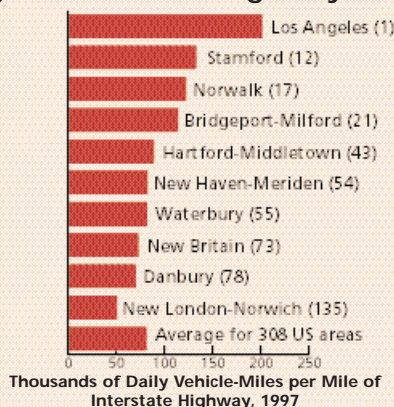 Los Angeles (1)
Stamford (12)
Norwalk (17)
Bridgeport-Milford (21)
Hartford-Middletown (43)
New Haven-Meriden (54)
Waterbury (55)
New Britain (73)
Danbury (78)
New London-Norwich (135)
Average for 308 US areas
0 50 100 150 200 250
Thousands of Daily Vehicle-Miles per Mile of
Interstate Highway, 1997